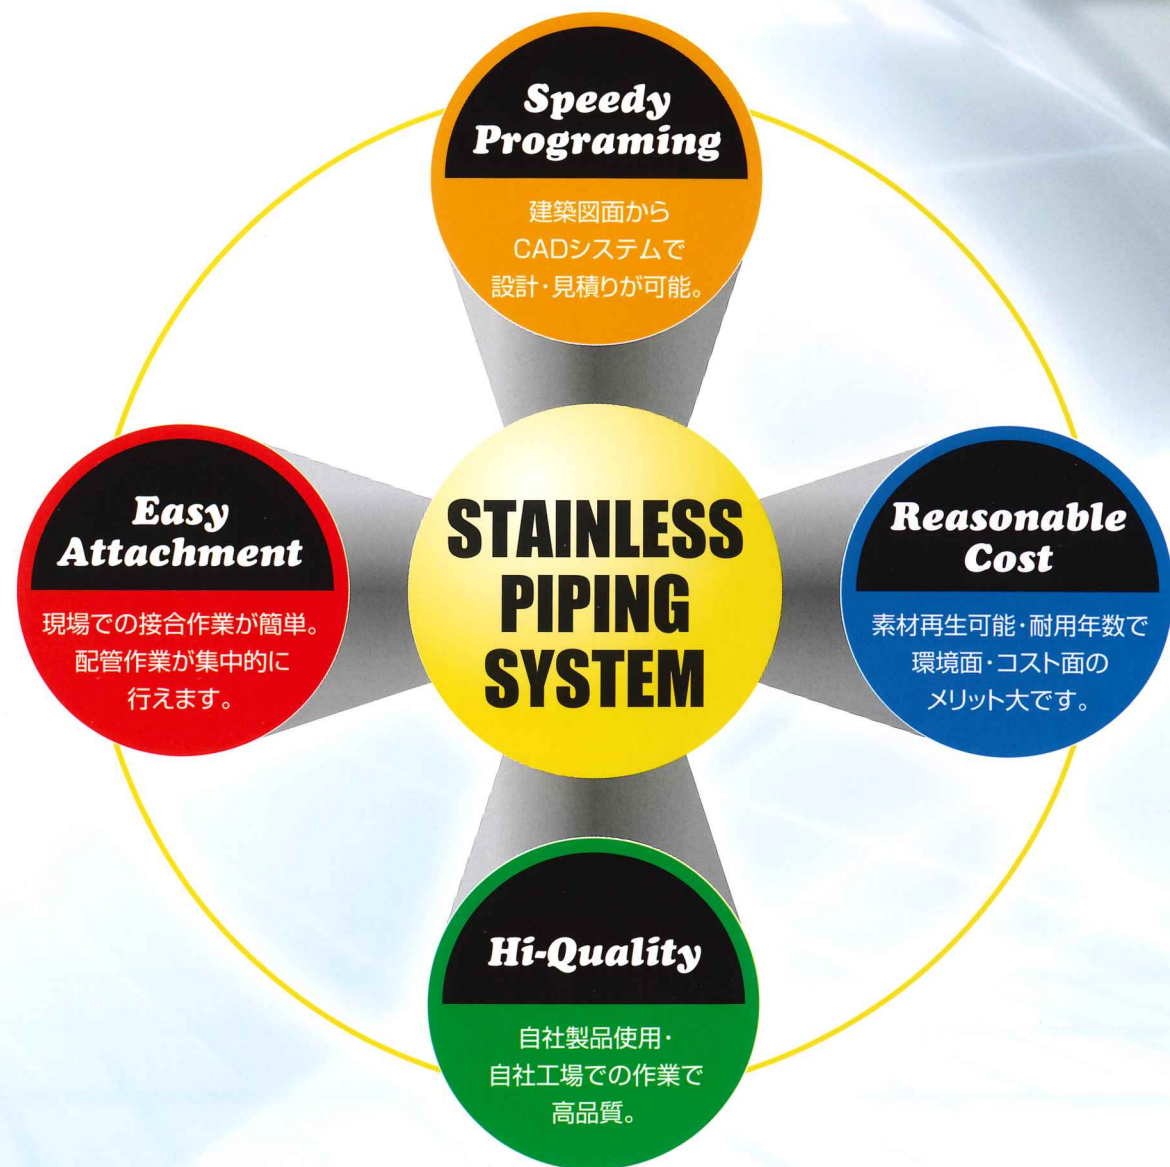 Speedy
Programing
建築図面から
CADシステムで
設計・見積りが可能。
Easy
Attachment
現場での接合作業が簡単。
配管作業が集中的に
行えます。
STAINLESS
PIPING
SYSTEM
Reasonable
Cost
素材再生可能・耐用年数で
環境面・コスト面の
メリット大です。
Hi-Quality
自社製品使用・
自社工場での作業で
高品質。